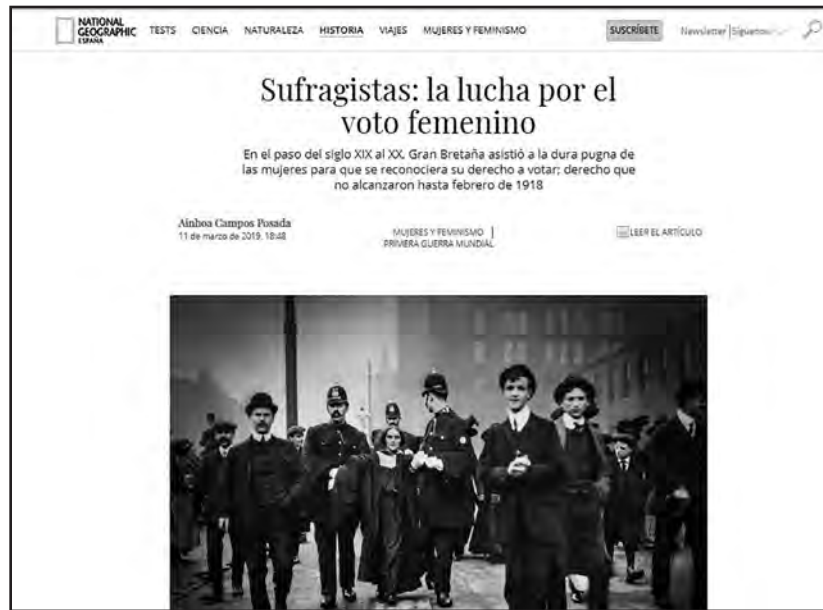 NATIONAL
GEOGRAPHIC
ESPAÑA
TESTS CIENCIA NATURALEZA HISTORIA VIAJES MUJERES Y FEMINISMO SUSCRÍBETE Newsletter | Síguenos
Sufragistas: la lucha por el
voto femenino
En el paso del siglo XIX al XX, Gran Bretaña asistió a la dura pugna de
las mujeres para que se reconociera su derecho a votar; derecho que
no alcanzaron hasta febrero de 1918
Ainhoa Campos Posada
11 de marzo de 2019, 18:48
MUJERES Y FEMINISMO |
PRIMERA GUERRA MUNDIAL
LEER EL ARTÍCULO